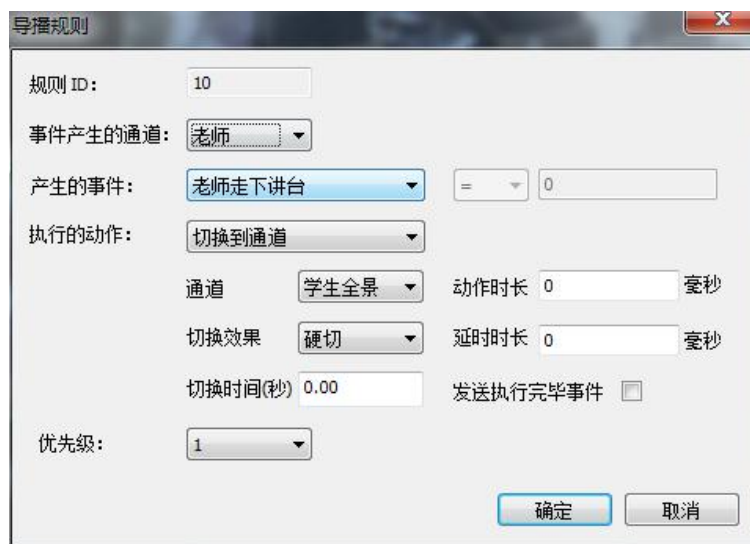 导播规则
规则 ID： 10
事件产生的通道： 老师
产生的事件： 老师走下讲台 = 0
执行的动作： 切换到通道
通道 学生全景 动作时长 0 毫秒
切换效果 硬切 延时时长 0 毫秒
切换时间(秒) 0.00 发送执行完毕事件
优先级： 1
确定 取消